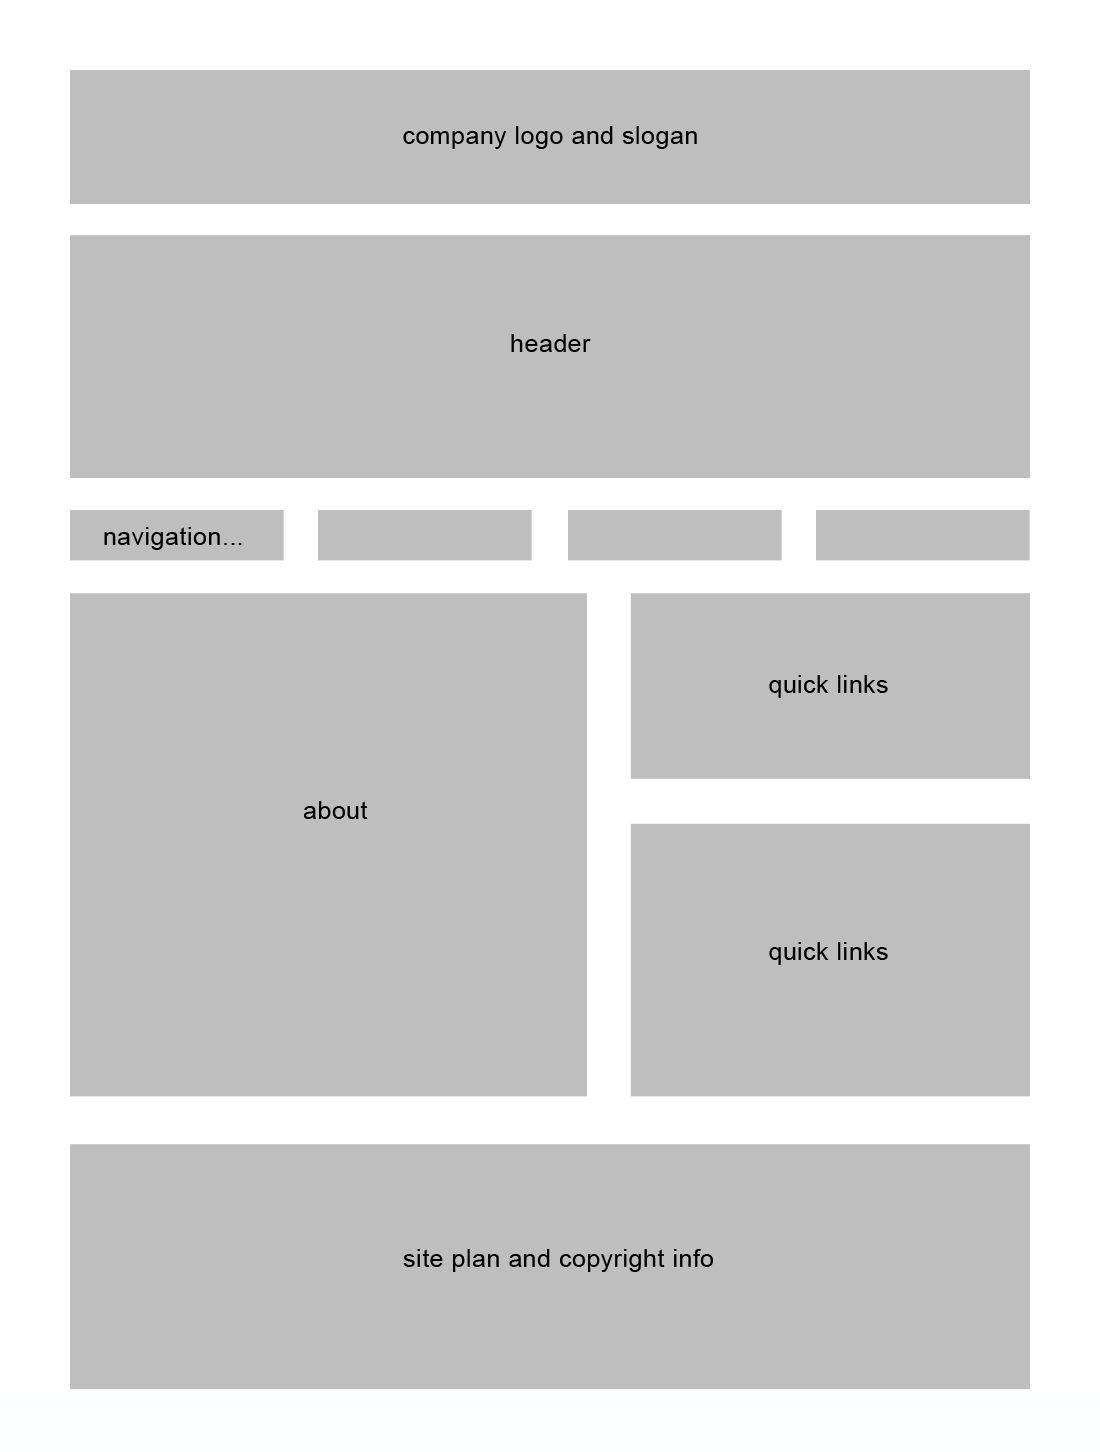 company logo and slogan
header
navigation...
about
quick links
quick links
site plan and copyright info